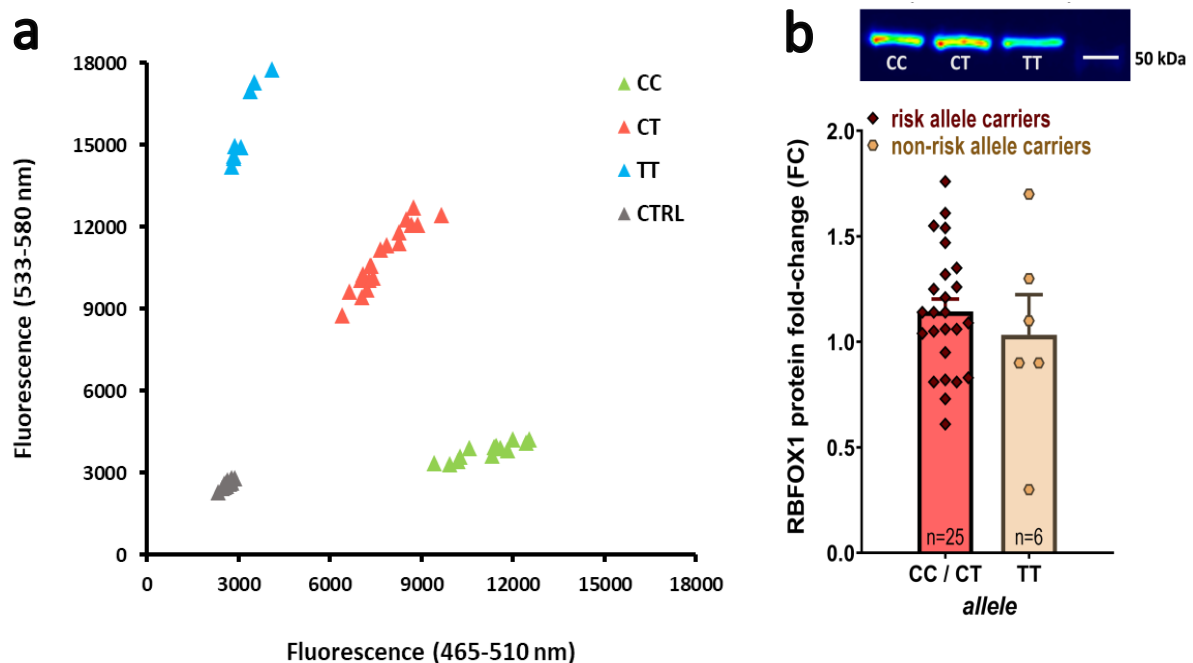 a
18000
15000
12000
9000
6000
3000
0
Fluorescence (533-580 nm)
CC
CT
TT
CTRL
0 3000 6000 9000 12000 15000 18000
Fluorescence (465-510 nm)
b
CC CT TT
50 kDa
risk allele carriers
non-risk allele carriers
RBFOX1 protein fold-change (FC)
2.0
1.5
1.0
0.5
0.0
n=25 n=6
CC / CT TT
allele